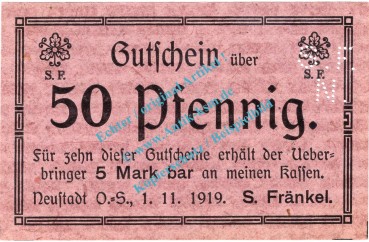 Gutschein über
S. F.
S. F.
50 Pfennig.
Für zehn dieser Gutscheine erhält der Ueber-
bringer 5 Mark bar an meinen Kassen.
Neustadt O.-S., 1. 11. 1919. S. Fränkel.